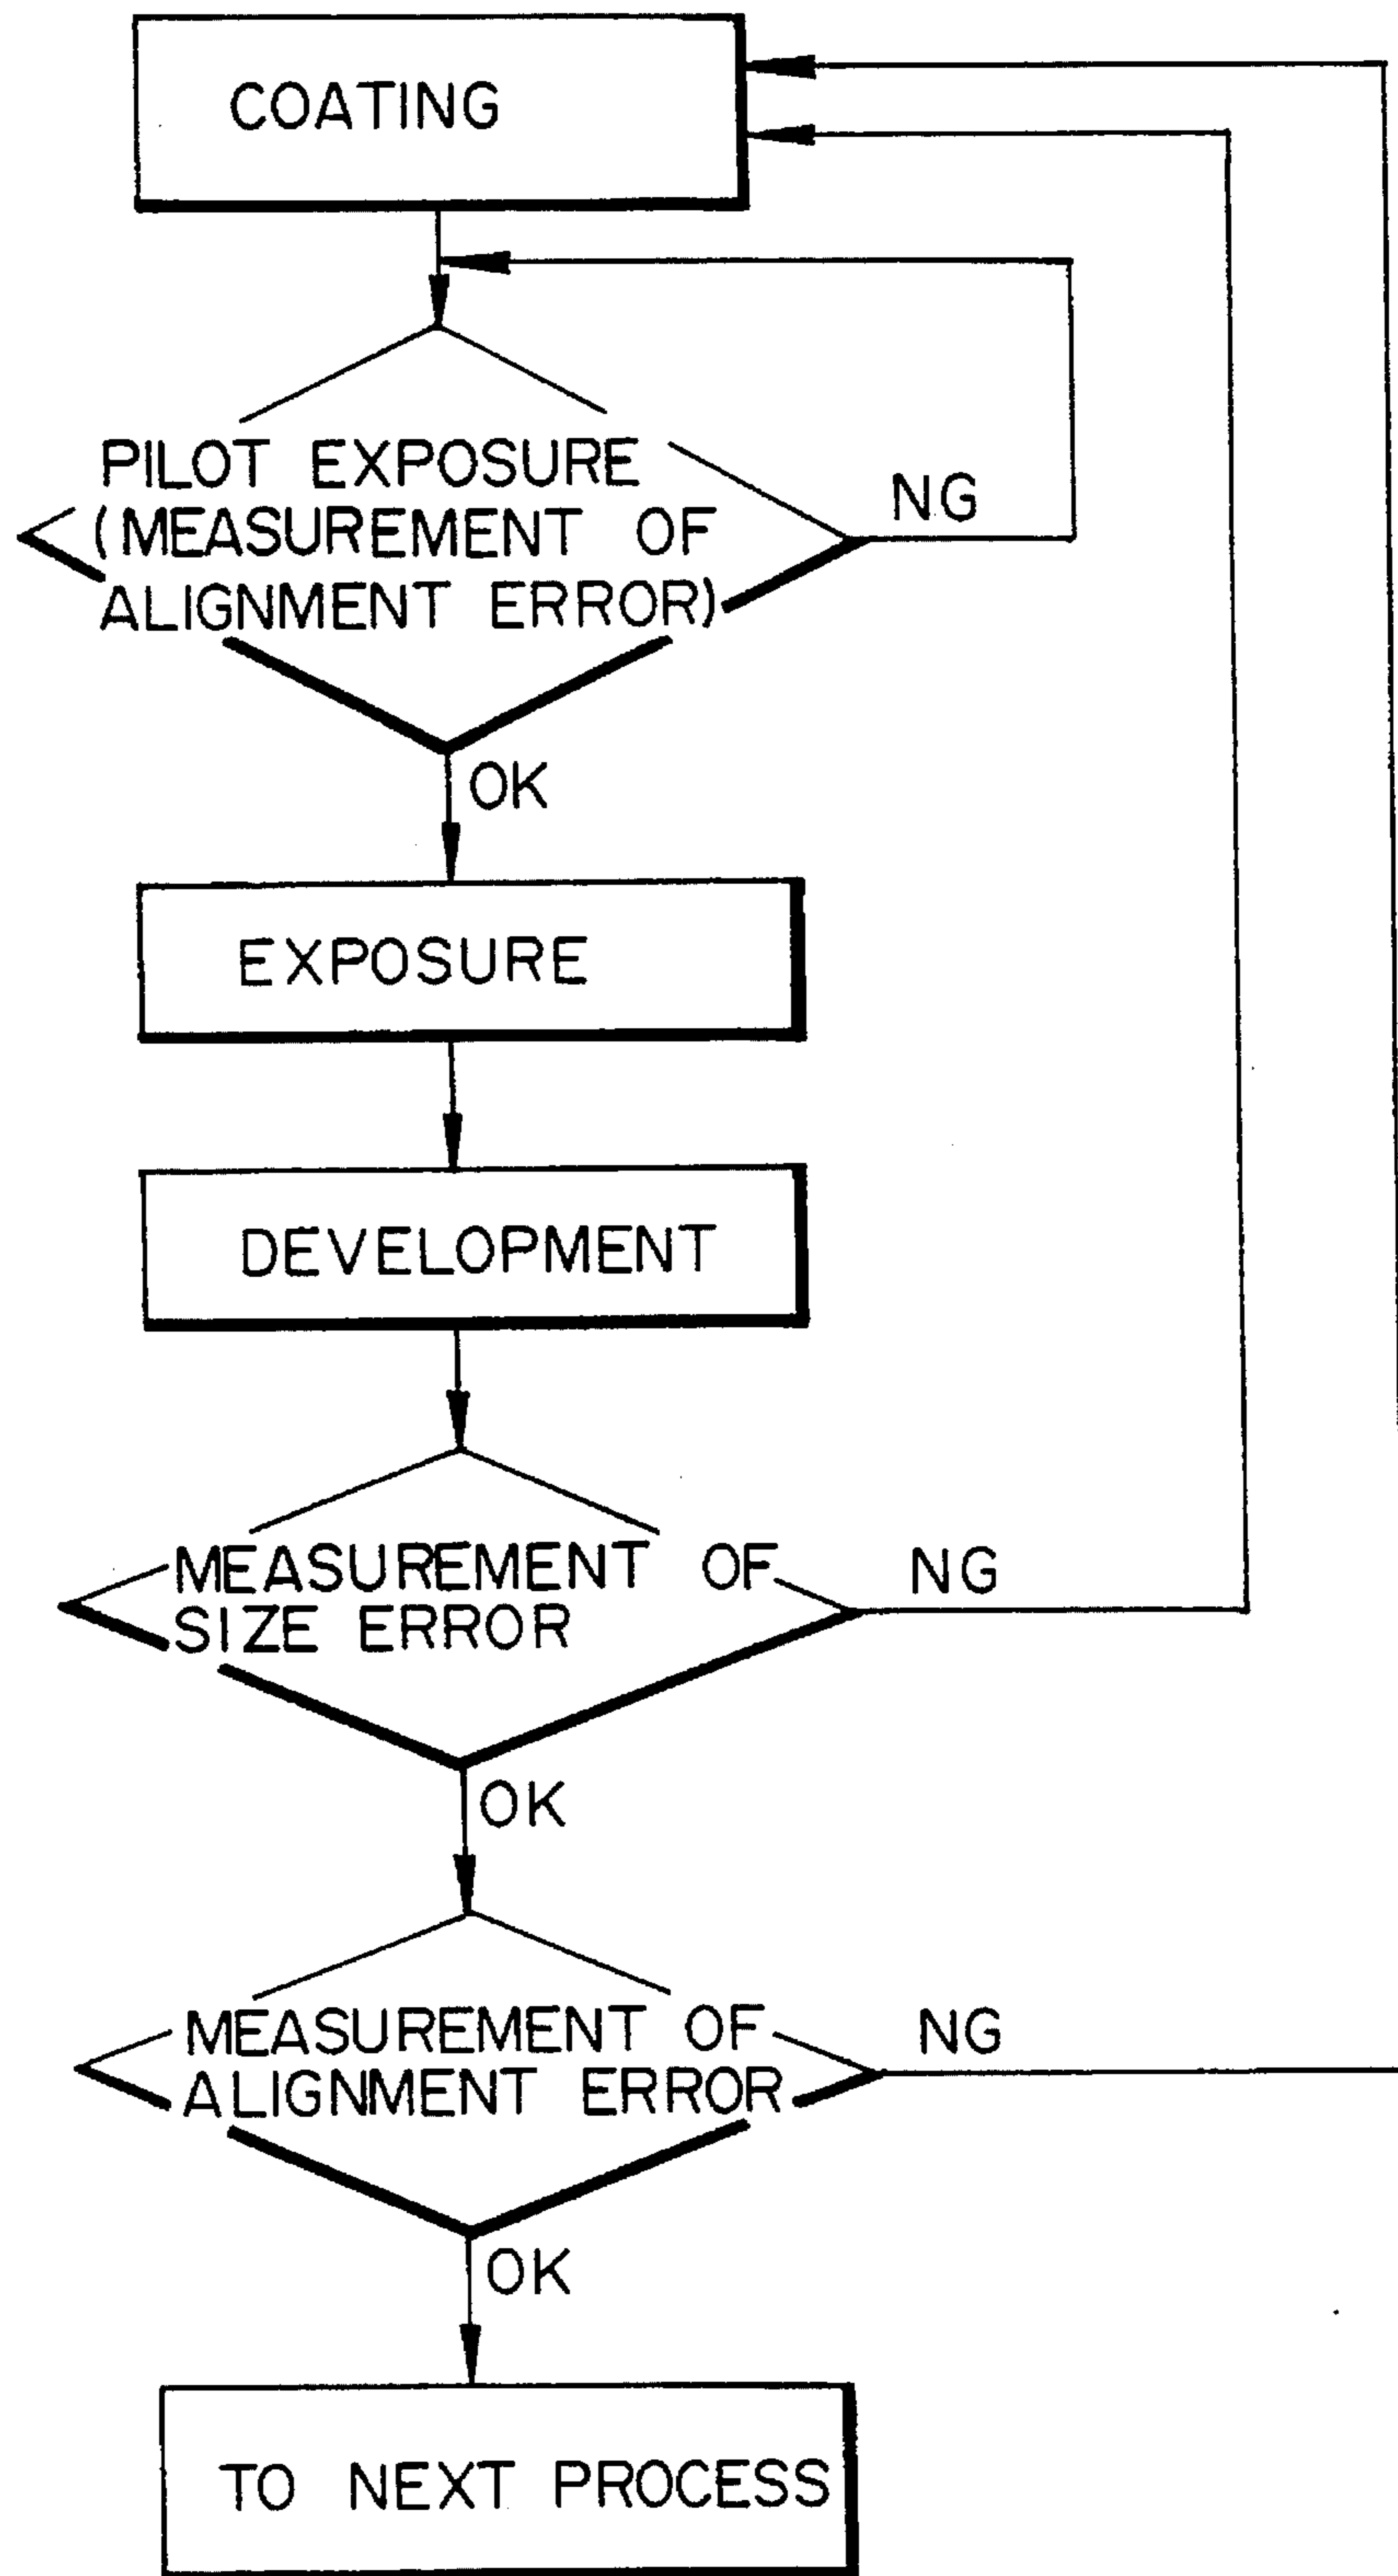 COATING
PILOT EXPOSURE
(MEASUREMENT OF
ALIGNMENT ERROR)
NG
OK
EXPOSURE
DEVELOPMENT
MEASUREMENT OF
SIZE ERROR
NG
OK
MEASUREMENT OF
ALIGNMENT ERROR
NG
OK
TO NEXT PROCESS